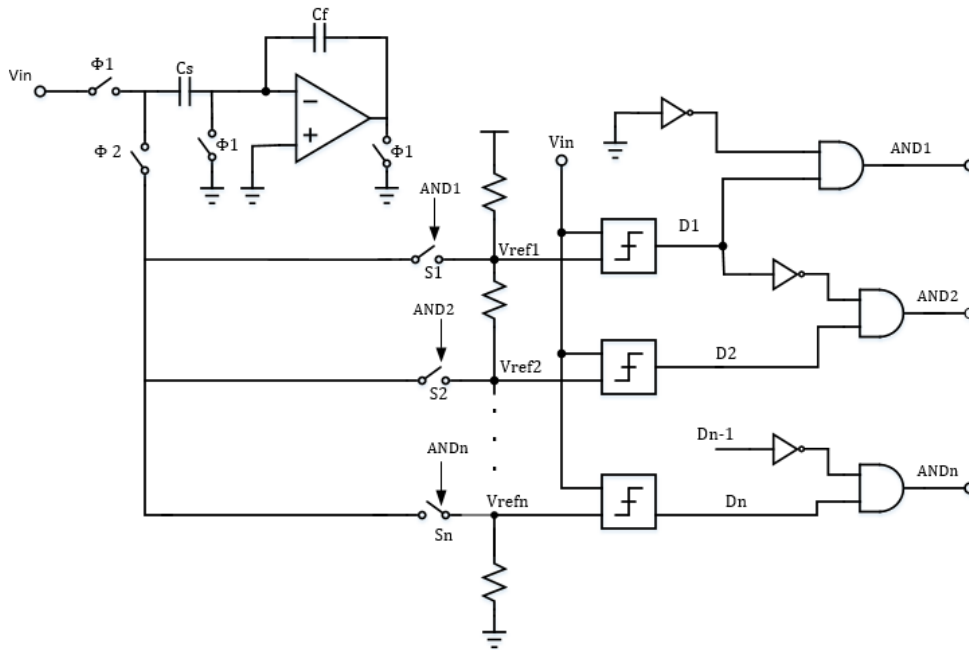 Cf
Vin
Φ1
Cs
Φ1
Φ1
Φ 2
−
+
Vin
AND1
AND1
S1
Vref1
D1
AND2
AND2
S2
Vref2
D2
ANDn
Dn-1
ANDn
Sn
Vrefn
Dn